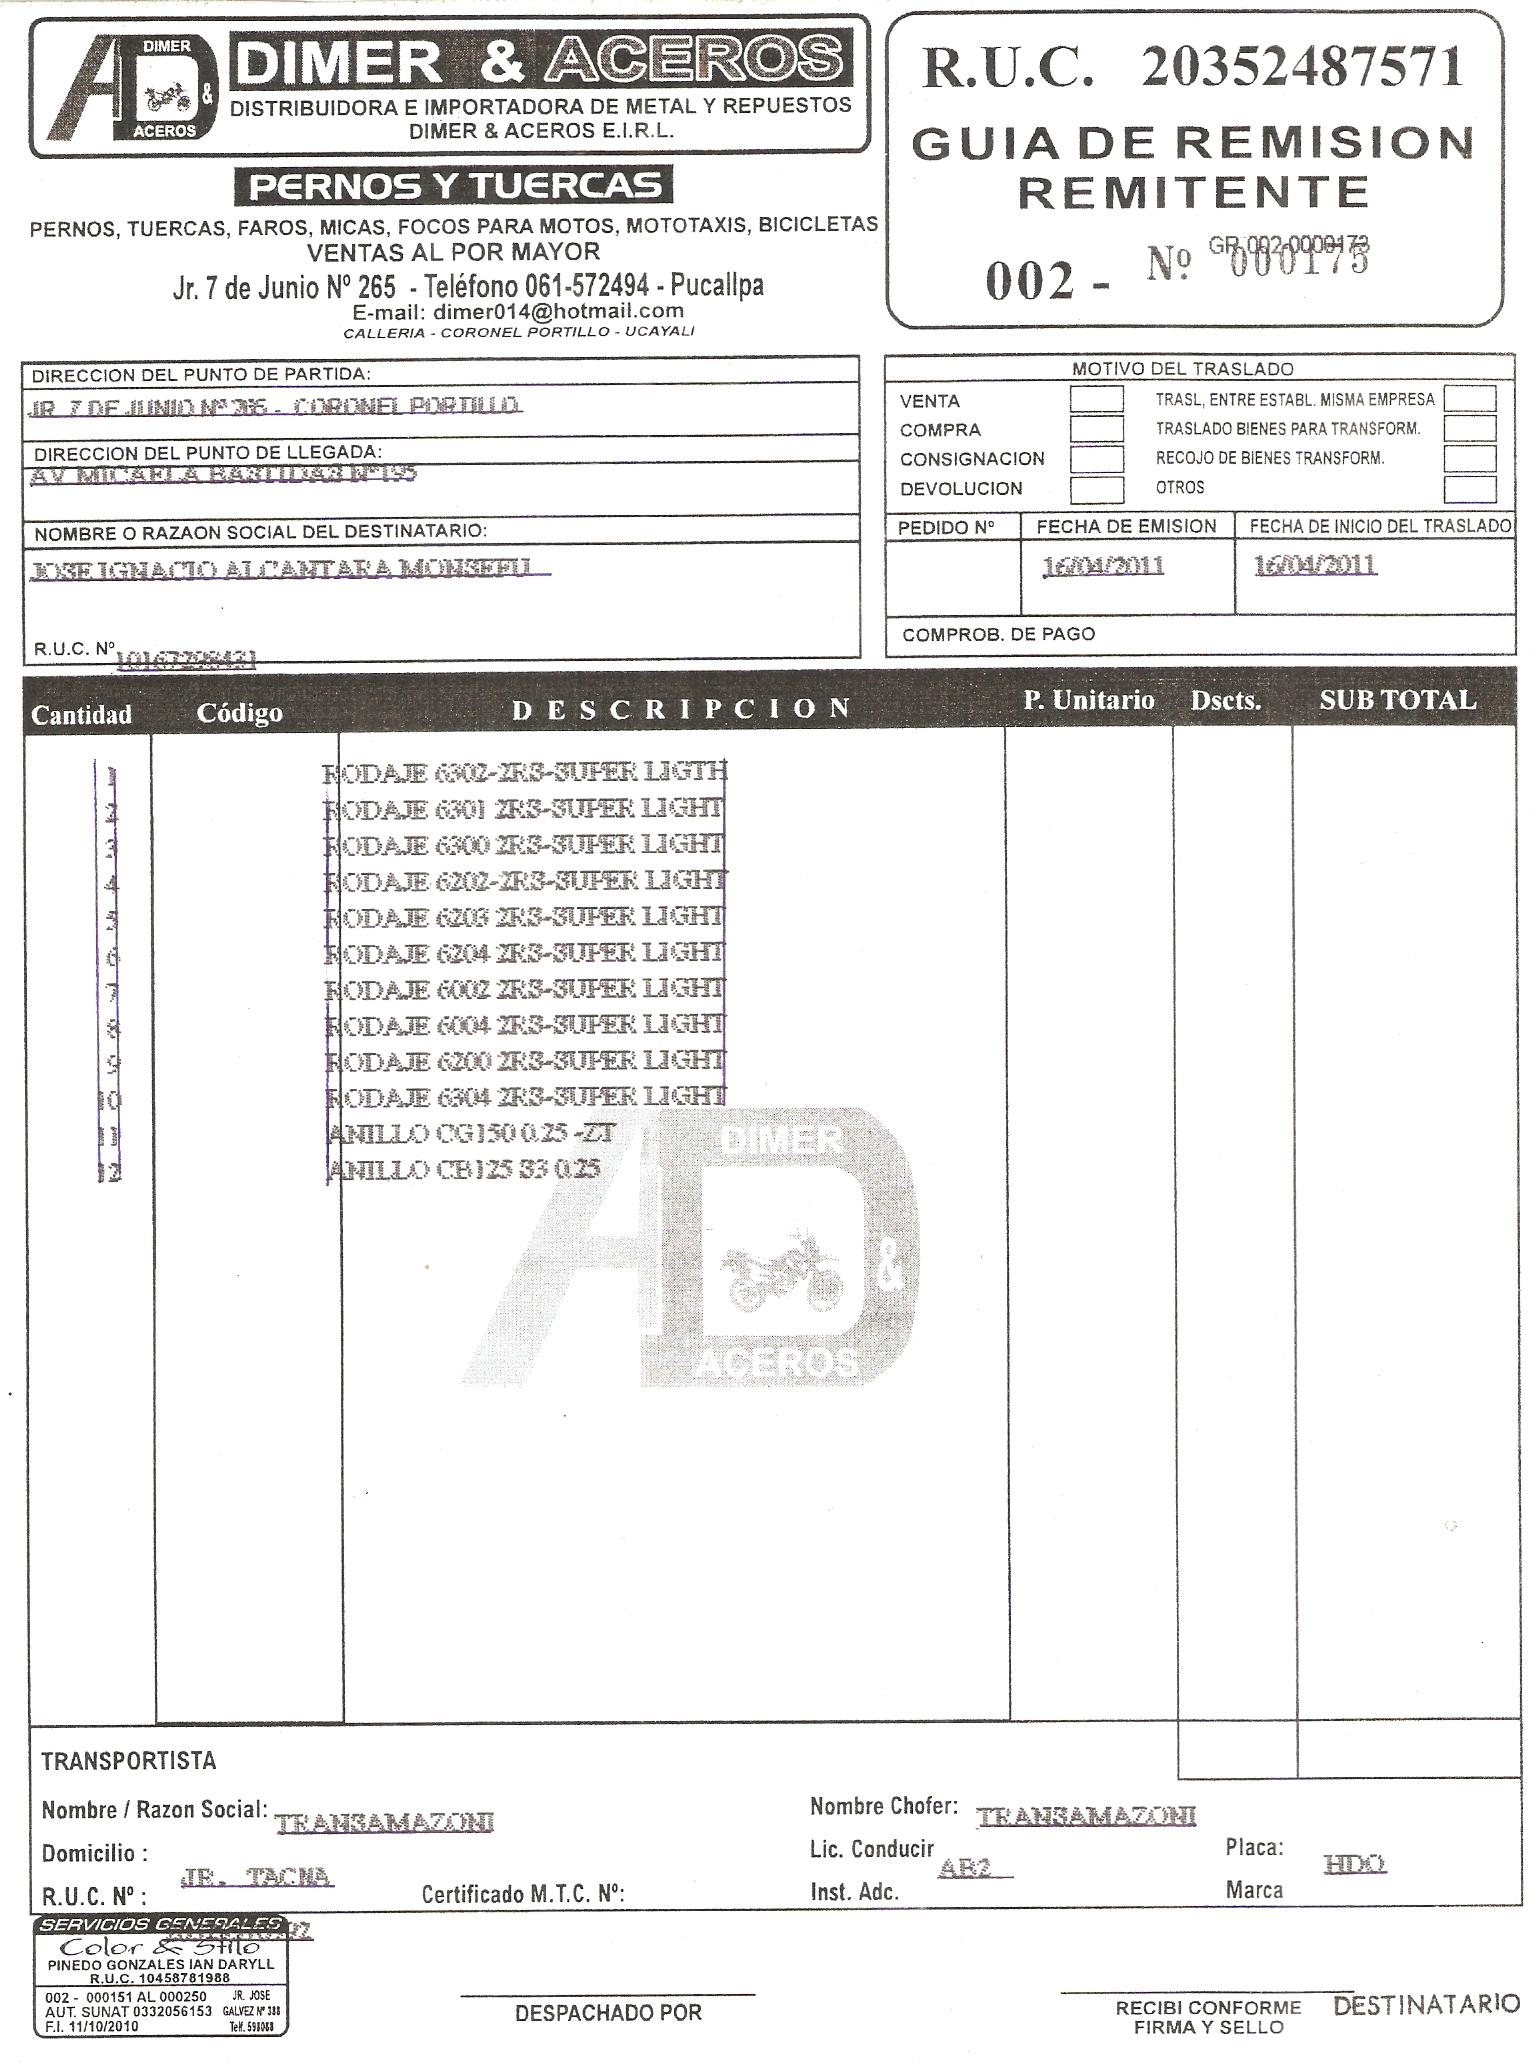 DIMER
&
ACEROS
DIMER & ACEROS
DISTRIBUIDORA E IMPORTADORA DE METAL Y REPUESTOS
DIMER & ACEROS E.I.R.L.
PERNOS Y TUERCAS
PERNOS, TUERCAS, FAROS, MICAS, FOCOS PARA MOTOS, MOTOTAXIS, BICICLETAS
VENTAS AL POR MAYOR
Jr. 7 de Junio Nº 265 - Teléfono 061-572494 - Pucallpa
E-mail: dimer014@hotmail.com
CALLERIA - CORONEL PORTILLO - UCAYALI
R.U.C. 20352487571
GUIA DE REMISION
REMITENTE
GR 002-0000173
002 - Nº 000175
DIRECCION DEL PUNTO DE PARTIDA:
JR. 7 DE JUNIO Nº 265 - CORONEL PORTILLO
DIRECCION DEL PUNTO DE LLEGADA:
AV MICAELA BASTIDAS Nº195
NOMBRE O RAZAON SOCIAL DEL DESTINATARIO:
JOSE IGNACIO ALCANTARA MONSEFU
R.U.C. Nº
MOTIVO DEL TRASLADO
VENTA TRASL, ENTRE ESTABL. MISMA EMPRESA
COMPRA TRASLADO BIENES PARA TRANSFORM.
CONSIGNACION RECOJO DE BIENES TRANSFORM.
DEVOLUCION OTROS
PEDIDO Nº FECHA DE EMISION FECHA DE INICIO DEL TRASLADO
16/04/2011 16/04/2011
COMPROB. DE PAGO
Cantidad Código DESCRIPCION P. Unitario Dscts. SUB TOTAL
1 RODAJE 6302-2RS-SUPER LIGTH
2 RODAJE 6301 2RS-SUPER LIGHT
3 RODAJE 6300 2RS-SUPER LIGHT
4 RODAJE 6202-2RS-SUPER LIGHT
5 RODAJE 6203 2RS-SUPER LIGHT
6 RODAJE 6204 2RS-SUPER LIGHT
7 RODAJE 6002 2RS-SUPER LIGHT
8 RODAJE 6004 2RS-SUPER LIGHT
9 RODAJE 6200 2RS-SUPER LIGHT
10 RODAJE 6304 2RS-SUPER LIGHT
11 ANILLO CG150 0.25 -ZT
12 ANILLO CB125 S3 0.25
DIMER
&
ACEROS
TRANSPORTISTA
Nombre / Razon Social: TRANSAMAZONI Nombre Chofer: TRANSAMAZONI
Domicilio : JR. TACNA Lic. Conducir AB2 Placa: HDO
R.U.C. Nº : Certificado M.T.C. Nº: Inst. Adc. Marca
SERVICIOS GENERALES
Color & Stilo
PINEDO GONZALES IAN DARYLL
R.U.C. 10458781988
002 - 000151 AL 000250 JR. JOSE
AUT. SUNAT 0332056153 GALVEZ Nº 388
F.I. 11/10/2010 Telf. 598068
DESPACHADO POR
RECIBI CONFORME
FIRMA Y SELLO
DESTINATARIO